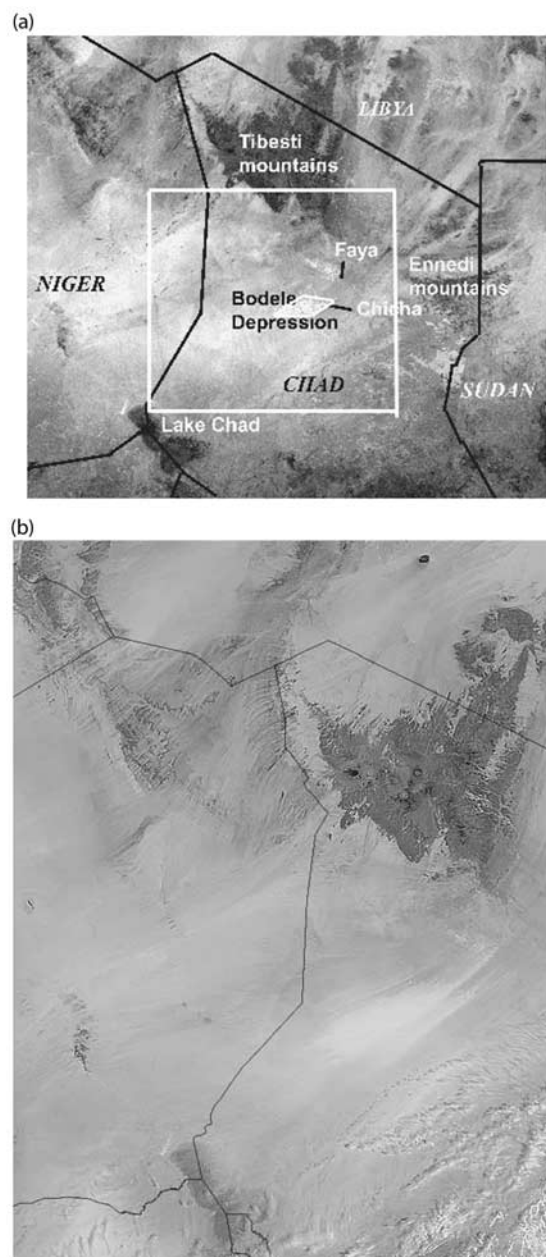 (a)
LIBYA
Tibesti
mountains
Faya
Ennedi
mountains
NIGER
Bodele
Depression
Chicha
CHAD
SUDAN
Lake Chad
(b)